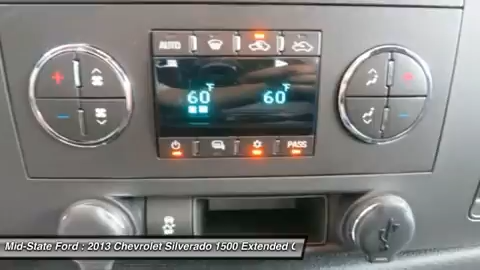 AUTO
°F °F
60 60
PASS
Mid-State Ford : 2013 Chevrolet Silverado 1500 Extended C